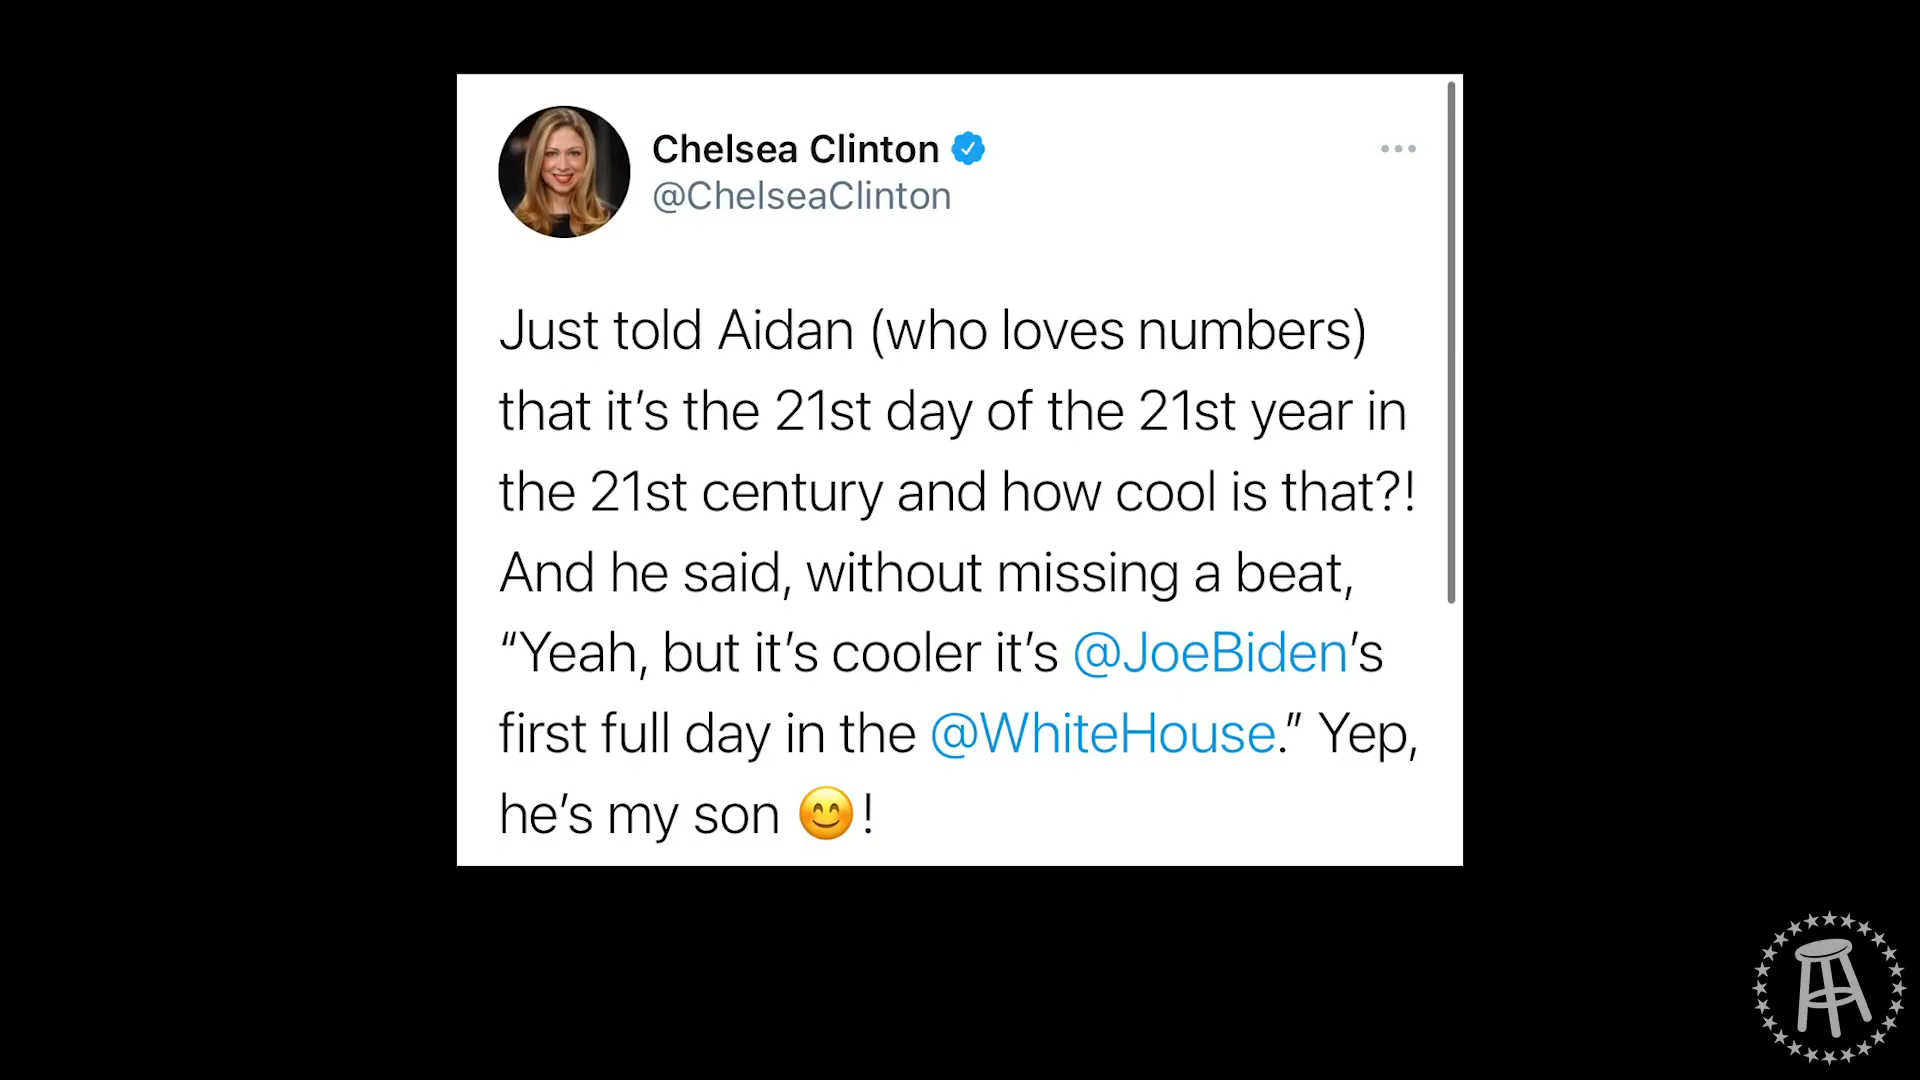 Chelsea Clinton
@ChelseaClinton
Just told Aidan (who loves numbers)
that it’s the 21st day of the 21st year in
the 21st century and how cool is that?!
And he said, without missing a beat,
“Yeah, but it’s cooler it’s @JoeBiden’s
first full day in the @WhiteHouse.” Yep,
he’s my son 😊!